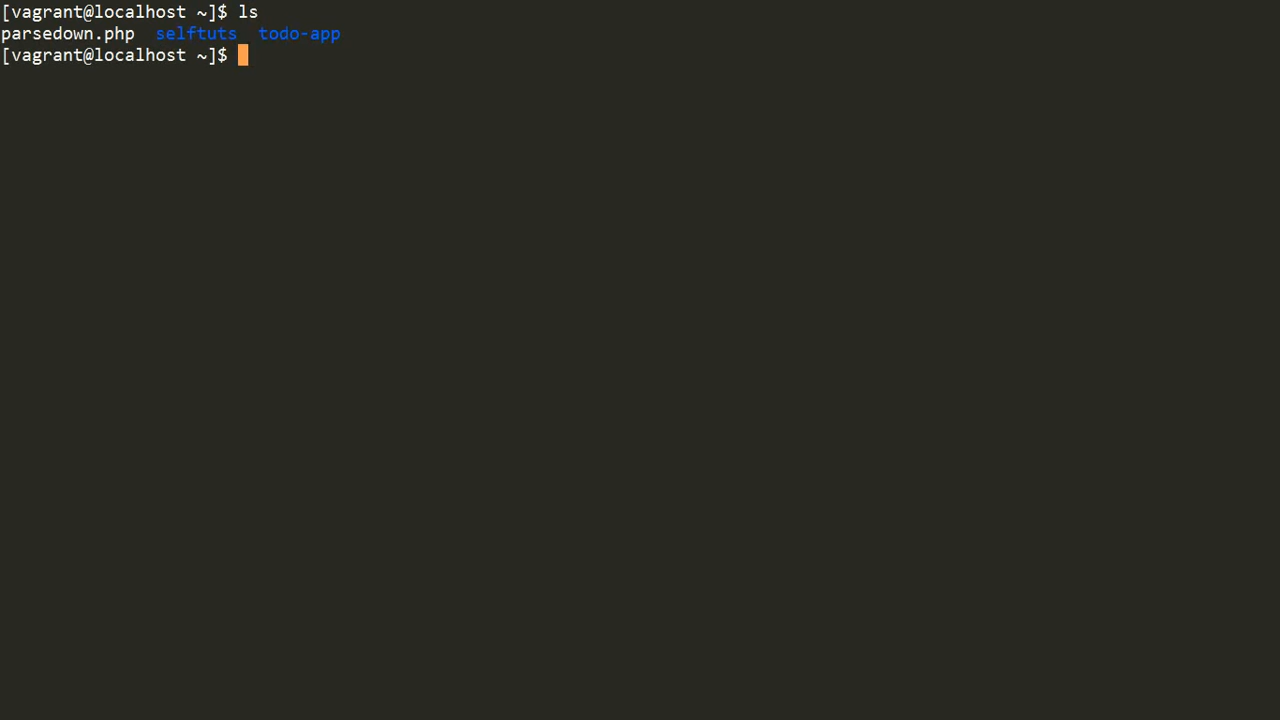 [vagrant@localhost ~]$ ls
parsedown.php  selftuts  todo-app
[vagrant@localhost ~]$